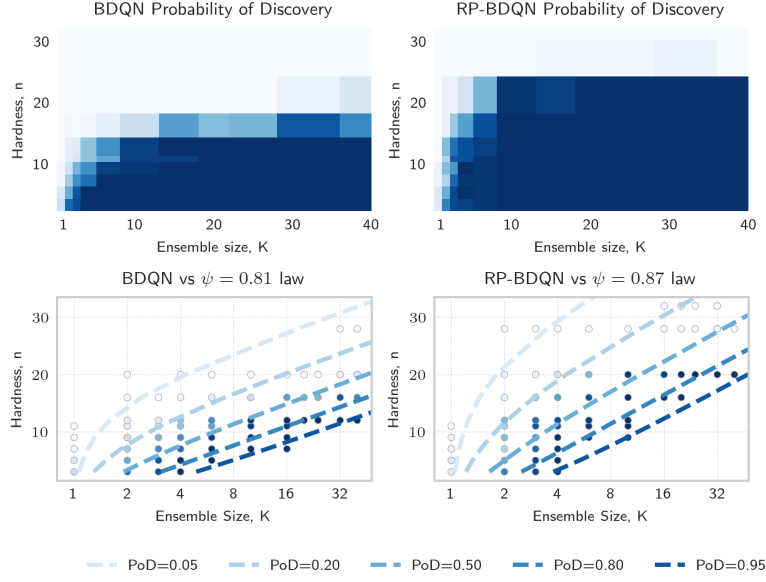 BDQN Probability of Discovery
RP-BDQN Probability of Discovery
Hardness, n
30
20
10
1 10 20 30 40
Ensemble size, K
Hardness, n
30
20
10
1 10 20 30 40
Ensemble size, K
BDQN vs ψ = 0.81 law
RP-BDQN vs ψ = 0.87 law
Hardness, n
30
20
10
1 2 4 8 16 32
Ensemble Size, K
Hardness, n
30
20
10
1 2 4 8 16 32
Ensemble Size, K
PoD=0.05 PoD=0.20 PoD=0.50 PoD=0.80 PoD=0.95